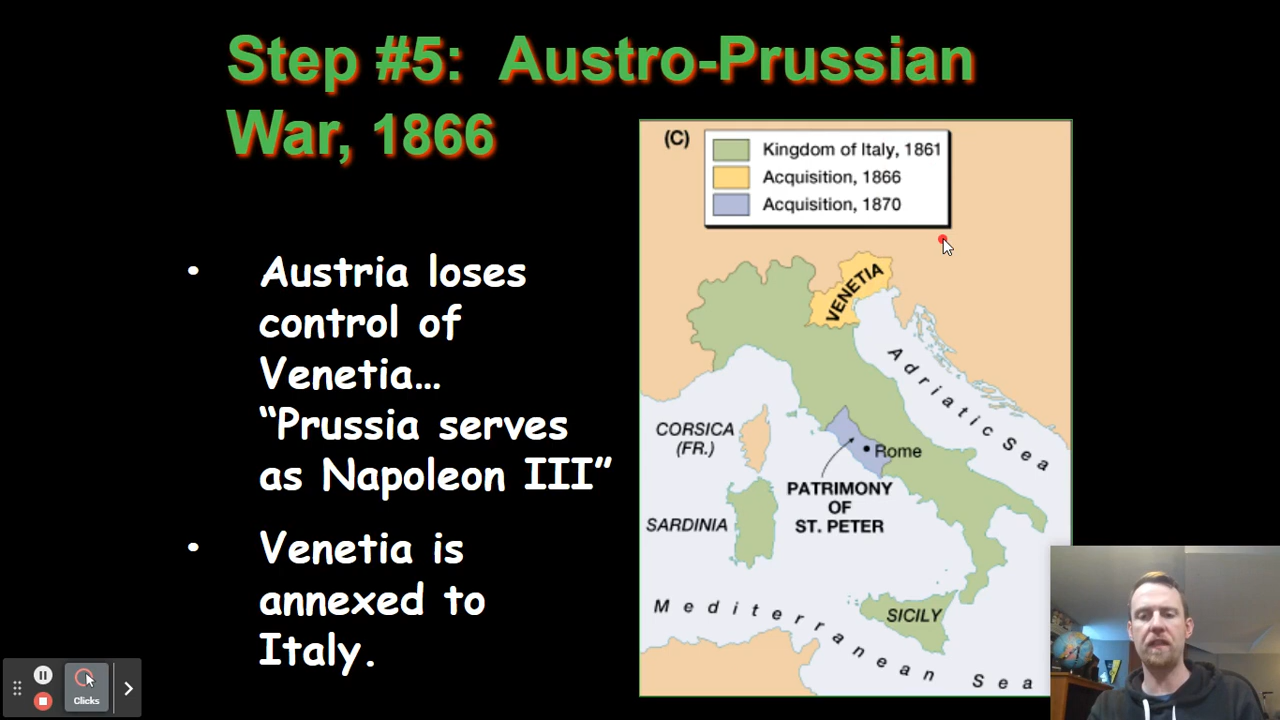 Step #5: Austro-Prussian
War, 1866
• Austria loses
control of
Venetia...
“Prussia serves
as Napoleon III”
• Venetia is
annexed to
Italy.
(C)
Kingdom of Italy, 1861
Acquisition, 1866
Acquisition, 1870
VENETIA
Adriatic Sea
CORSICA
(FR.)
Rome
PATRIMONY
OF
ST. PETER
SARDINIA
SICILY
Mediterranean Sea
Clicks